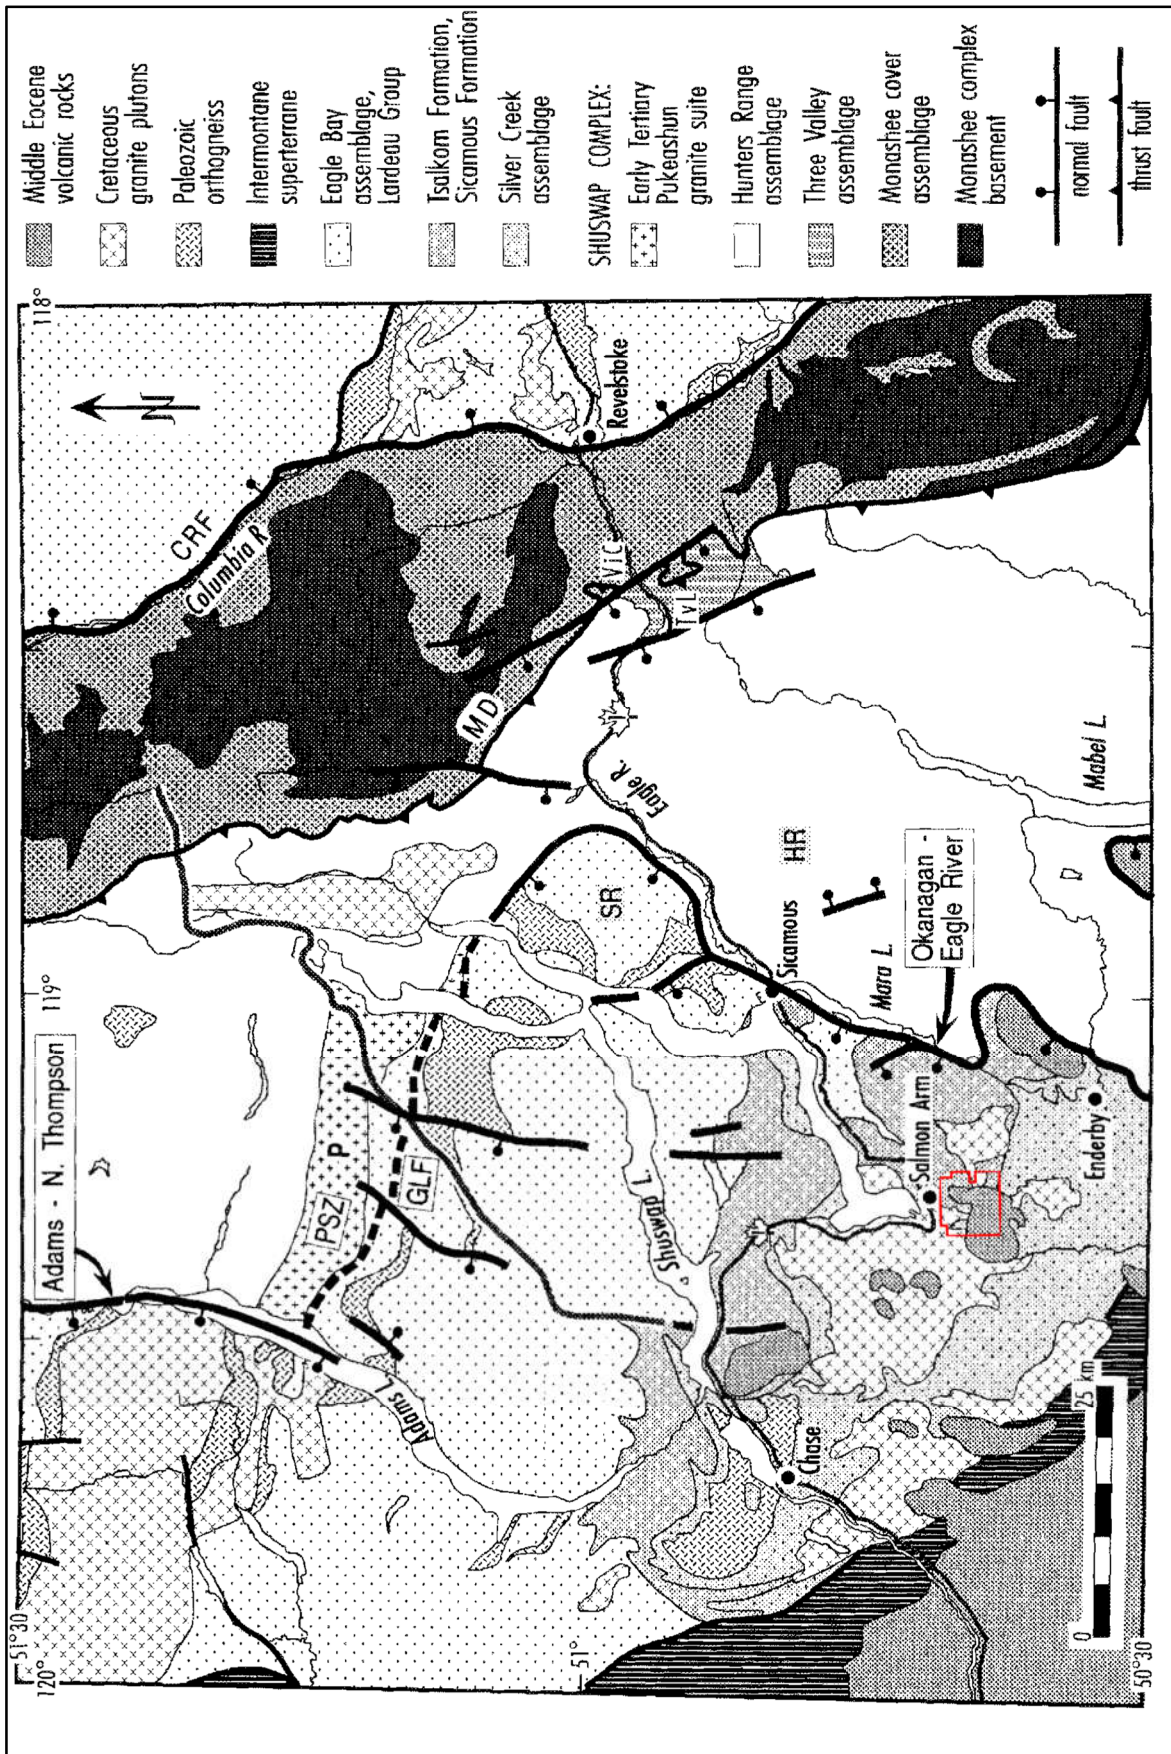 Middle Eocene
volcanic rocks
Cretaceous
granite plutons
Paleozoic
orthogneiss
Intermontane
superterrane
Eagle Bay
assemblage,
Lardeau Group
Tsalkom Formation,
Sicamous Formation
Silver Creek
assemblage
SHUSWAP COMPLEX:
Early Tertiary
Pukeashun
granite suite
Hunters Range
assemblage
Three Valley
assemblage
Monashee cover
assemblage
Monashee complex
basement
normal fault
thrust fault
51°30
120°
119°
118°
51°
50°30
N
Adams - N. Thompson
CRF
Columbia R.
Revelstoke
MD
ViC
TvL
PSZ
P
GLF
SR
HR
Eagle R.
Adams L.
Shuswap L.
Sicamous
Mara L.
Mabel L.
Okanagan -
Eagle River
Salmon Arm
Enderby
Chase
0
25 km
1